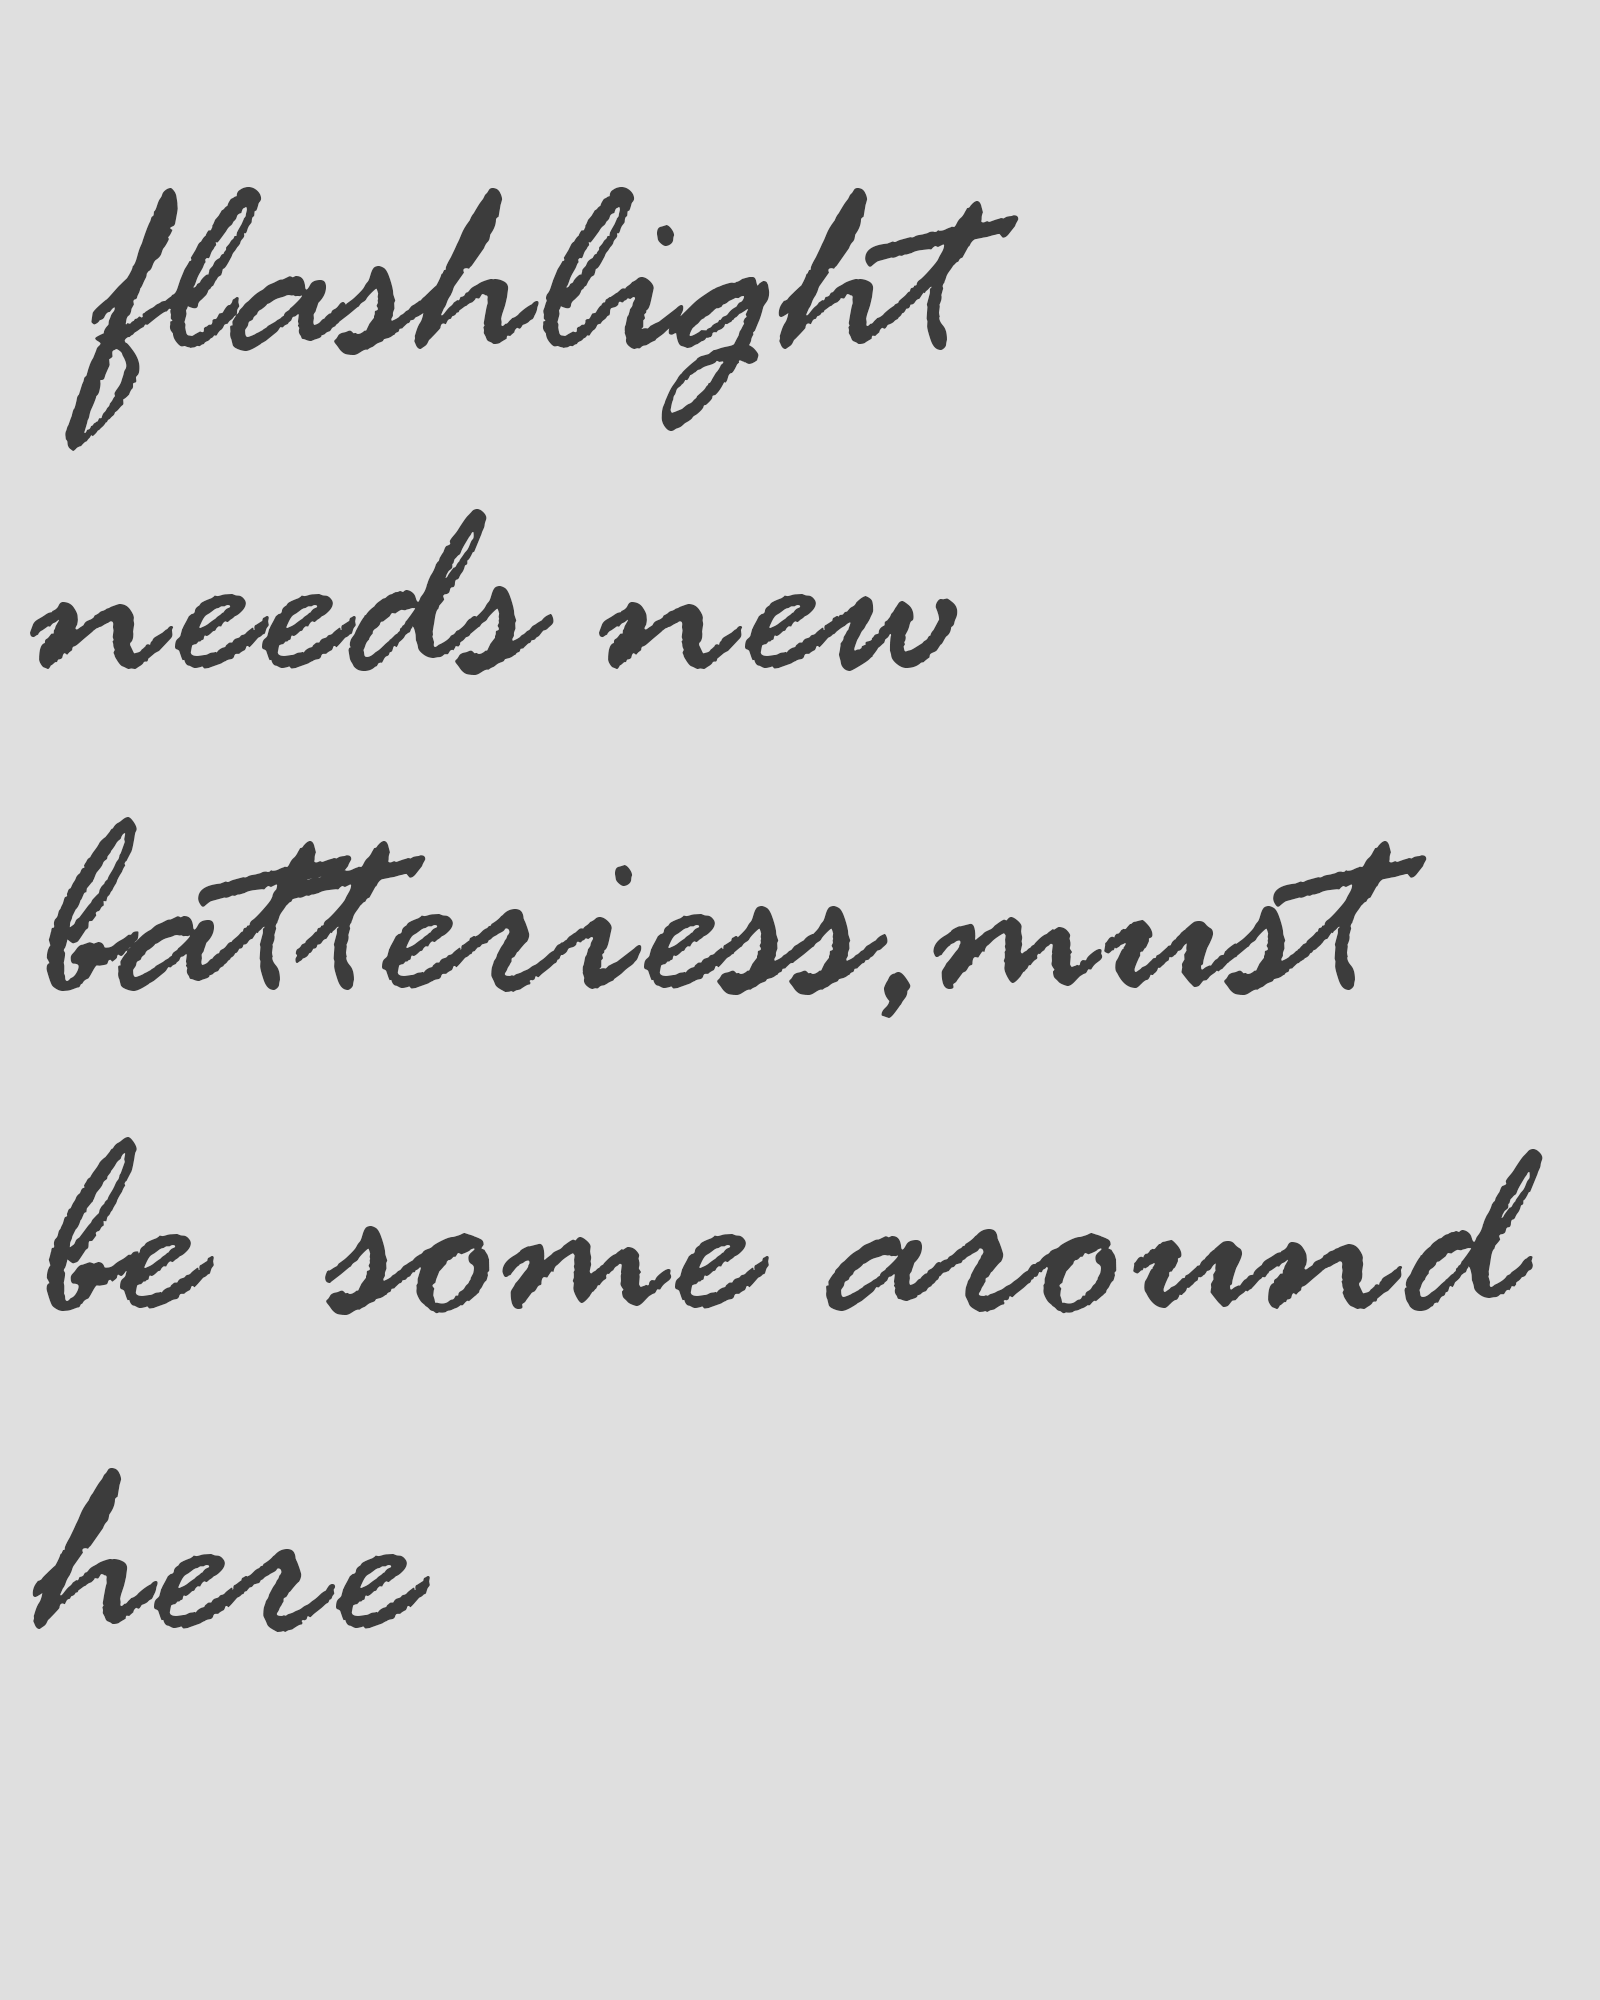 flashlight
needs new
batteriess,must
be  some around
here